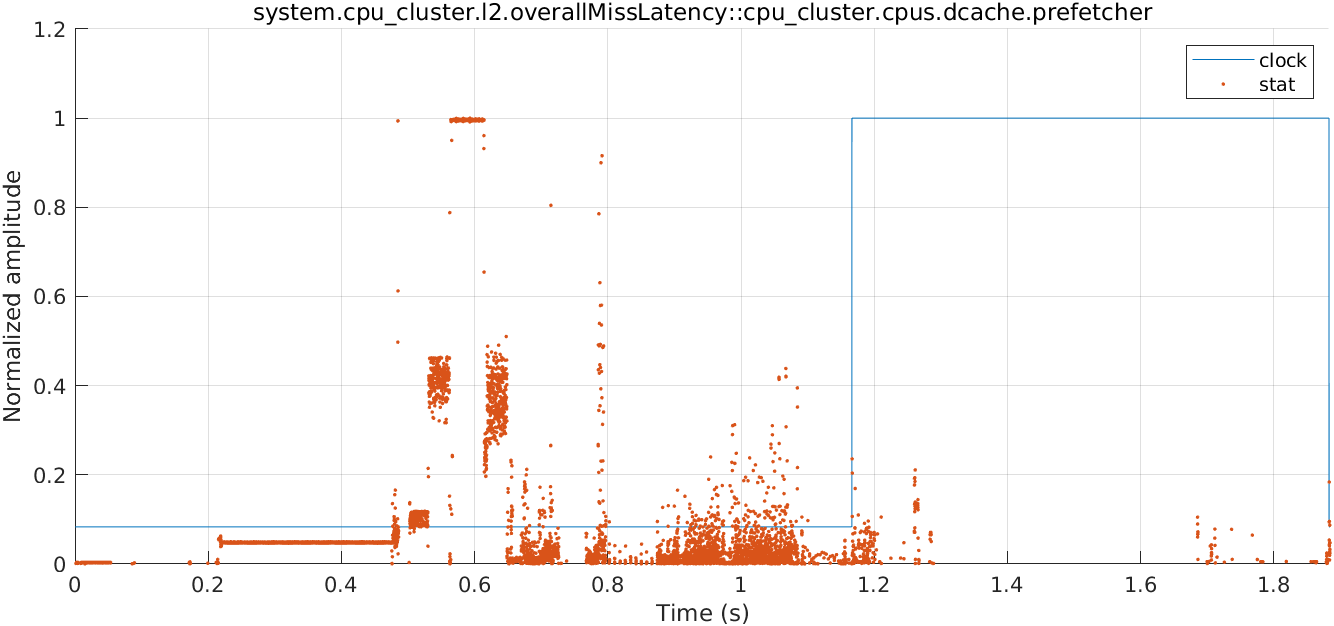 system.cpu_cluster.l2.overallMissLatency::cpu_cluster.cpus.dcache.prefetcher
1.2
1
0.8
0.6
0.4
0.2
0
Normalized amplitude
clock
stat
0 0.2 0.4 0.6 0.8 1 1.2 1.4 1.6 1.8
Time (s)